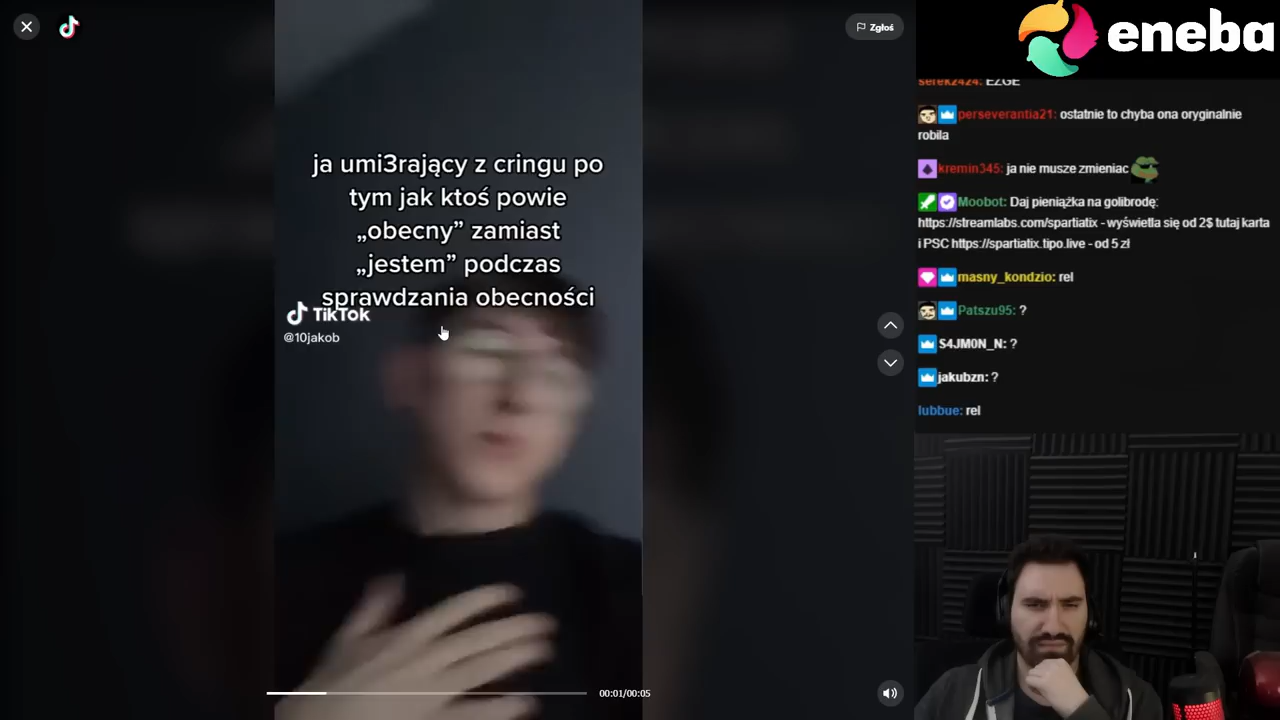 Zgłoś
ja umi3rający z cringu po
tym jak ktoś powie
„obecny” zamiast
„jestem” podczas
sprawdzania obecności
TikTok
@10jakob
00:01/00:05
eneba
serek2424: EZGE
perseverantia21: ostatnie to chyba ona oryginalnie
robila
kremin345: ja nie musze zmieniac
Moobot: Daj pieniążka na golibrodę:
https://streamlabs.com/spartiatix - wyświetla się od 2$ tutaj karta
i PSC https://spartiatix.tipo.live - od 5 zł
masny_kondzio: rel
Patszu95: ?
S4JM0N_N: ?
jakubzn: ?
lubbue: rel